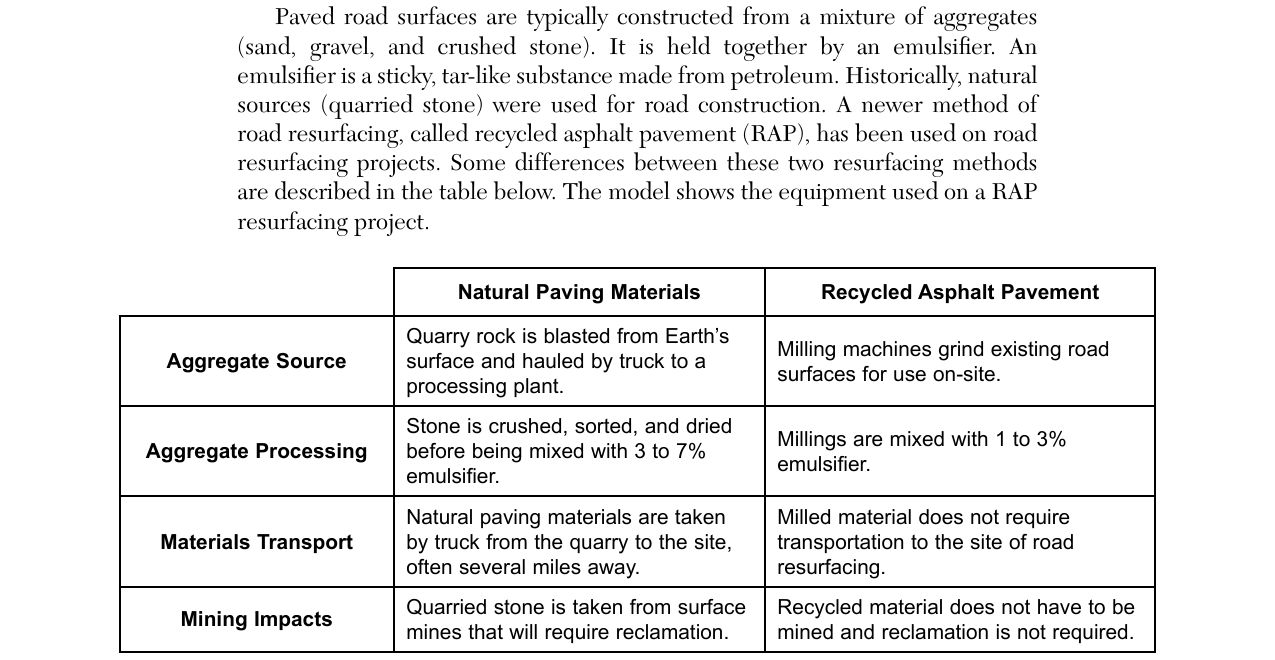 Paved road surfaces are typically constructed from a mixture of aggregates
(sand, gravel, and crushed stone). It is held together by an emulsifier. An
emulsifier is a sticky, tar-like substance made from petroleum. Historically, natural
sources (quarried stone) were used for road construction. A newer method of
road resurfacing, called recycled asphalt pavement (RAP), has been used on road
resurfacing projects. Some differences between these two resurfacing methods
are described in the table below. The model shows the equipment used on a RAP
resurfacing project.
Natural Paving Materials
Recycled Asphalt Pavement
Aggregate Source
Quarry rock is blasted from Earth's
surface and hauled by truck to a
processing plant.
Milling machines grind existing road
surfaces for use on-site.
Aggregate Processing
Stone is crushed, sorted, and dried
before being mixed with 3 to 7%
emulsifier.
Millings are mixed with 1 to 3%
emulsifier.
Materials Transport
Natural paving materials are taken
by truck from the quarry to the site,
often several miles away.
Milled material does not require
transportation to the site of road
resurfacing.
Mining Impacts
Quarried stone is taken from surface
mines that will require reclamation.
Recycled material does not have to be
mined and reclamation is not required.